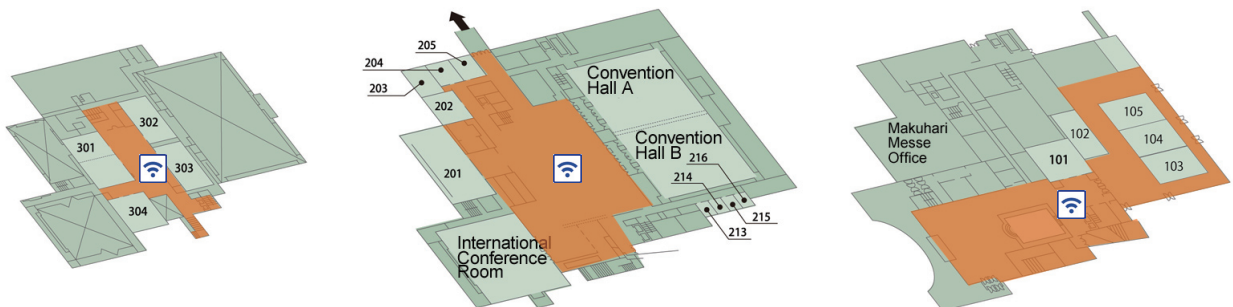 302
301
303
304
205
204
203
202
201
Convention
Hall A
Convention
Hall B
216
214
215
213
International
Conference
Room
Makuhari
Messe
Office
105
102
104
101
103